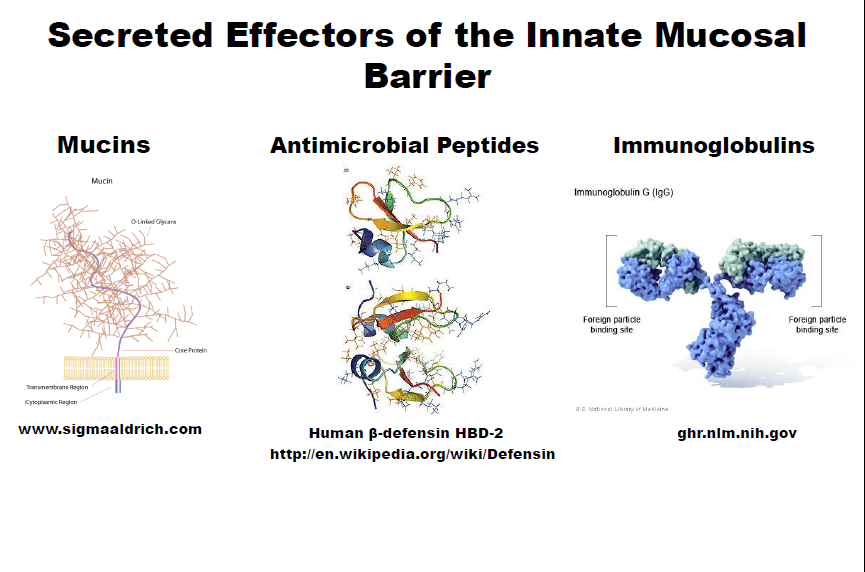 Secreted Effectors of the Innate Mucosal
Barrier
Mucins
Antimicrobial Peptides
Immunoglobulins
Mucin
O-Linked Glycans
Core Protein
Transmembrane Region
Cytoplasmic Region
www.sigmaaldrich.com
(a)
Human β-defensin HBD-2
http://en.wikipedia.org/wiki/Defensin
Immunoglobulin G (IgG)
Foreign particle
binding site
Foreign particle
binding site
U.S. National Library of Medicine
ghr.nlm.nih.gov